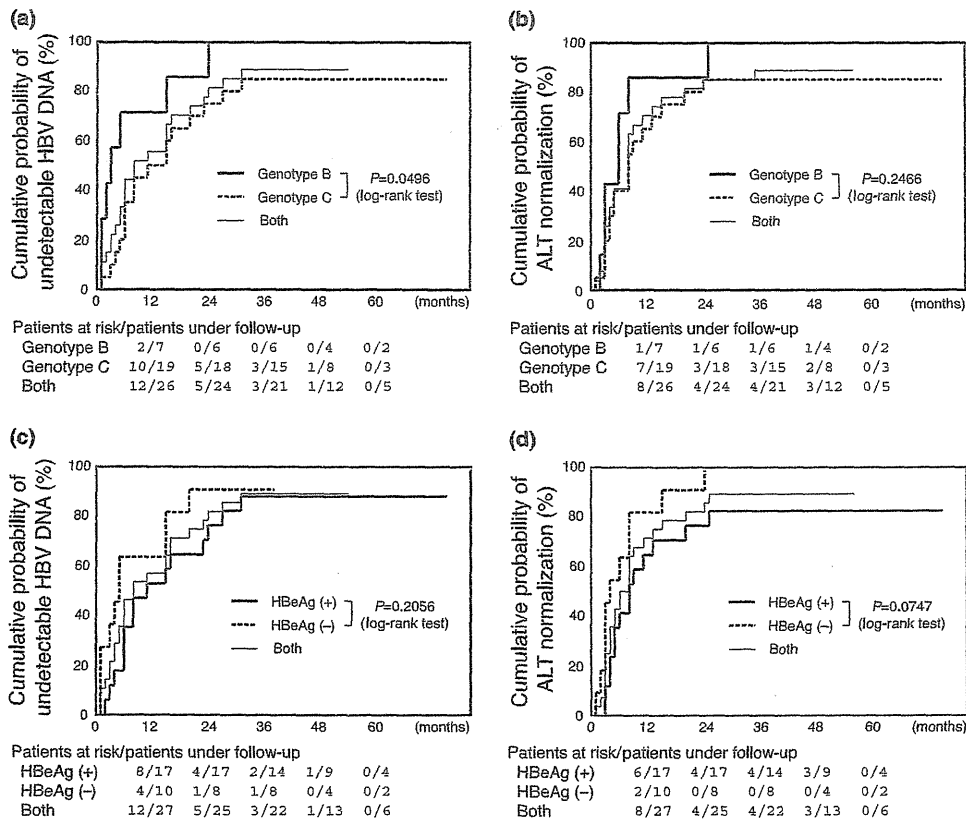 (a)
Cumulative probability of
undetectable HBV DNA (%)
100
80
60
40
20
0
Genotype B
Genotype C
Both
P=0.0496
(log-rank test)
0 12 24 36 48 60 (months)
Patients at risk/patients under follow-up
Genotype B 2/7 0/6 0/6 0/4 0/2
Genotype C 10/19 5/18 3/15 1/8 0/3
Both 12/26 5/24 3/21 1/12 0/5
(b)
Cumulative probability of
ALT normalization (%)
100
80
60
40
20
0
Genotype B
Genotype C
Both
P=0.2466
(log-rank test)
0 12 24 36 48 60 (months)
Patients at risk/patients under follow-up
Genotype B 1/7 1/6 1/6 1/4 0/2
Genotype C 7/19 3/18 3/15 2/8 0/3
Both 8/26 4/24 4/21 3/12 0/5
(c)
Cumulative probability of
undetectable HBV DNA (%)
100
80
60
40
20
0
HBeAg (+)
HBeAg (–)
Both
P=0.2056
(log-rank test)
0 12 24 36 48 60 (months)
Patients at risk/patients under follow-up
HBeAg (+) 8/17 4/17 2/14 1/9 0/4
HBeAg (–) 4/10 1/8 1/8 0/4 0/2
Both 12/27 5/25 3/22 1/13 0/6
(d)
Cumulative probability of
ALT normalization (%)
100
80
60
40
20
0
HBeAg (+)
HBeAg (–)
Both
P=0.0747
(log-rank test)
0 12 24 36 48 60 (months)
Patients at risk/patients under follow-up
HBeAg (+) 6/17 4/17 4/14 3/9 0/4
HBeAg (–) 2/10 0/8 0/8 0/4 0/2
Both 8/27 4/25 4/22 3/13 0/6